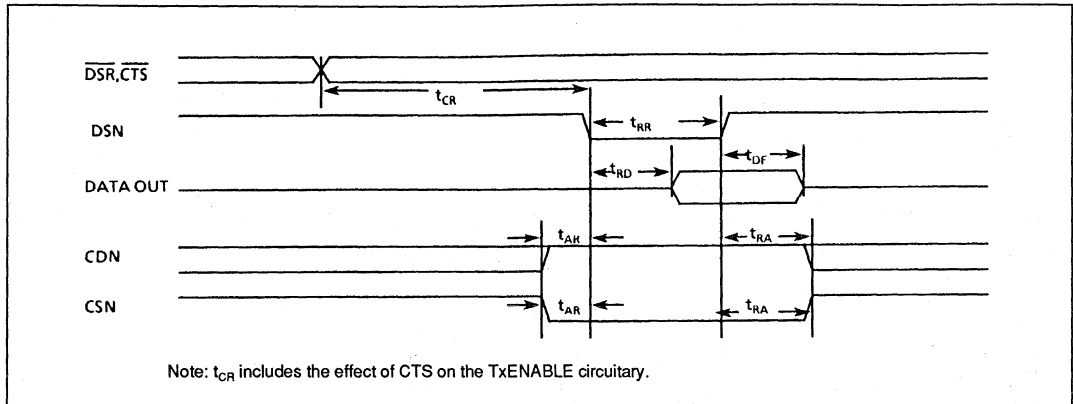 DSR,CTS
tCR
DSN
tRR
tDF
tRD
DATA OUT
tAR
tRA
CDN
CSN
tAR
tRA
Note: tCR includes the effect of CTS on the TxENABLE circuitary.